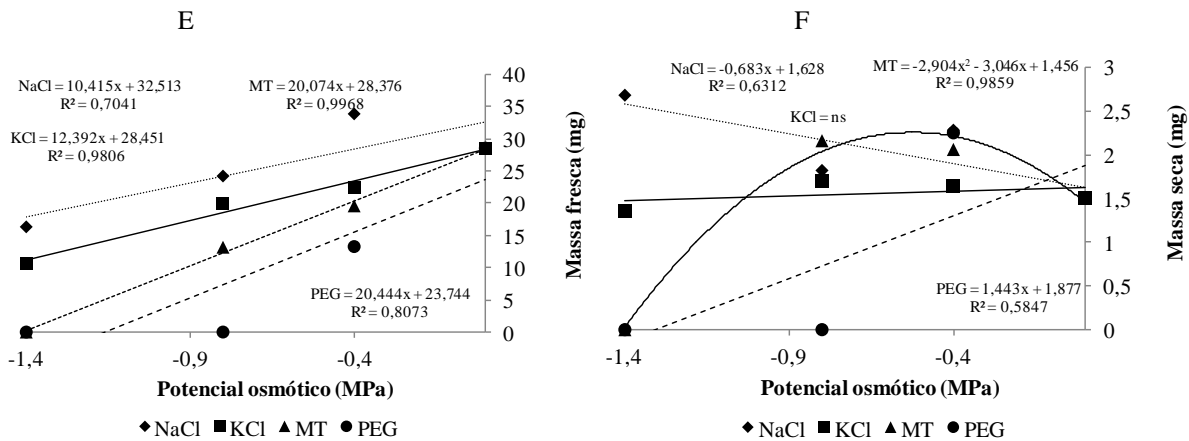 E
NaCl = 10,415x + 32,513
R² = 0,7041
MT = 20,074x + 28,376
R² = 0,9968
KCl = 12,392x + 28,451
R² = 0,9806
PEG = 20,444x + 23,744
R² = 0,8073
40
35
30
25
20
15
10
5
0
Massa fresca (mg)
-1,4 -0,9 -0,4
Potencial osmótico (MPa)
NaCl KCl MT PEG
F
NaCl = -0,683x + 1,628
R² = 0,6312
MT = -2,904x² - 3,046x + 1,456
R² = 0,9859
KCl = ns
PEG = 1,443x + 1,877
R² = 0,5847
3
2,5
2
1,5
1
0,5
0
Massa seca (mg)
-1,4 -0,9 -0,4
Potencial osmótico (MPa)
NaCl KCl MT PEG